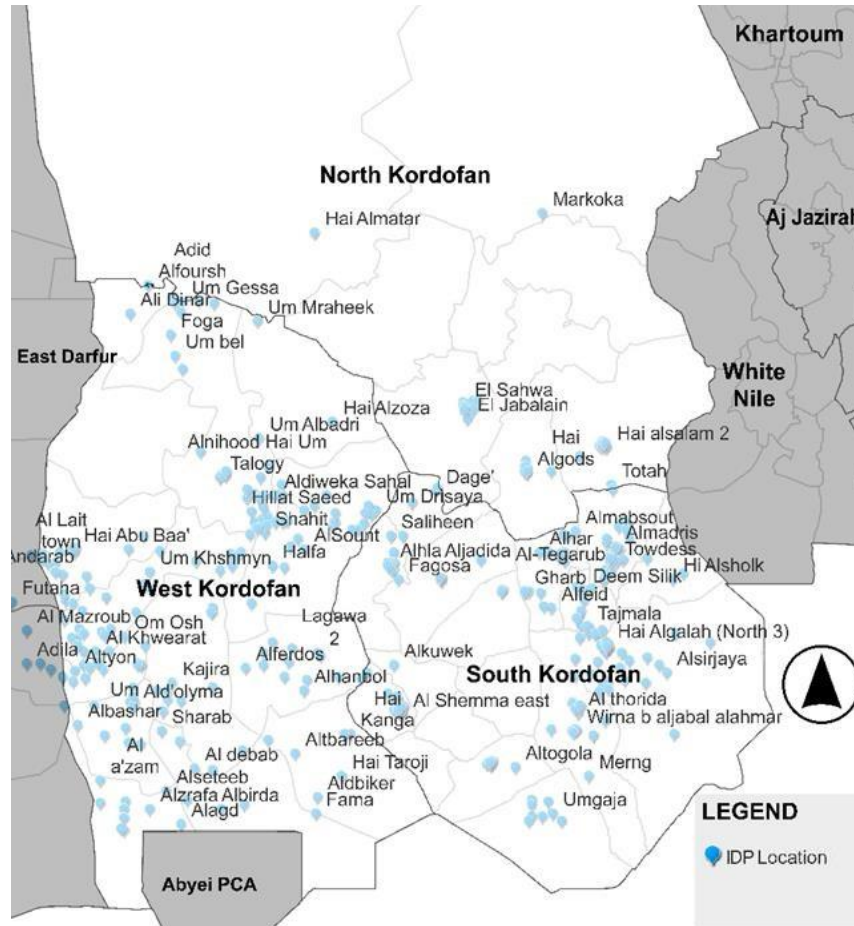 Khartoum
North Kordofan
Markoka
Aj Jazirah
Hai Almatar
Adid
Alfoursh
Um Gessa
Ali Dinar
Um Mraheek
Foga
Um bel
East Darfur
White
Nile
El Sahwa
El Jabalain
Hai Alzoza
Um Albadri
Alnihood Hai Um
Hai
Algods
Hai alsalam 2
Talogy
Totah
Aldiweka Sahal
Dage'
Hillat Saeed
Um Drisaya
Shahit
AlSount
Saliheen
Almabsout
Alhar
Almadris
Al Lait
town
Hai Abu Baa'
Halfa
Alhla Aljadida
Al-Tegarub
Towdess
Andarab
Um Khshmyn
Fagosa
Hi Alsholk
Gharb
Deem Silik
Futaha
West Kordofan
Alfeid
Lagawa
2
Tajmala
Al Mazroub
Om Osh
Al Khwearat
Hai Algalah (North 3)
Adila
Altyon
Alferdos
Alkuwek
Alsirjaya
Kajira
Alhanbol
South Kordofan
Um
Ald'olyma
Hai
Kanga
Al Shemma east
Al thorida
Albashar
Sharab
Wirna b aljabal alahmar
Al
a'zam
Al debab
Altbareeb
Altogola
Merng
Hai Taroji
Alseteeb
Aldbiker
Alzrafa Albirda
Fama
Umgaja
Alagd
LEGEND
IDP Location
Abyei PCA